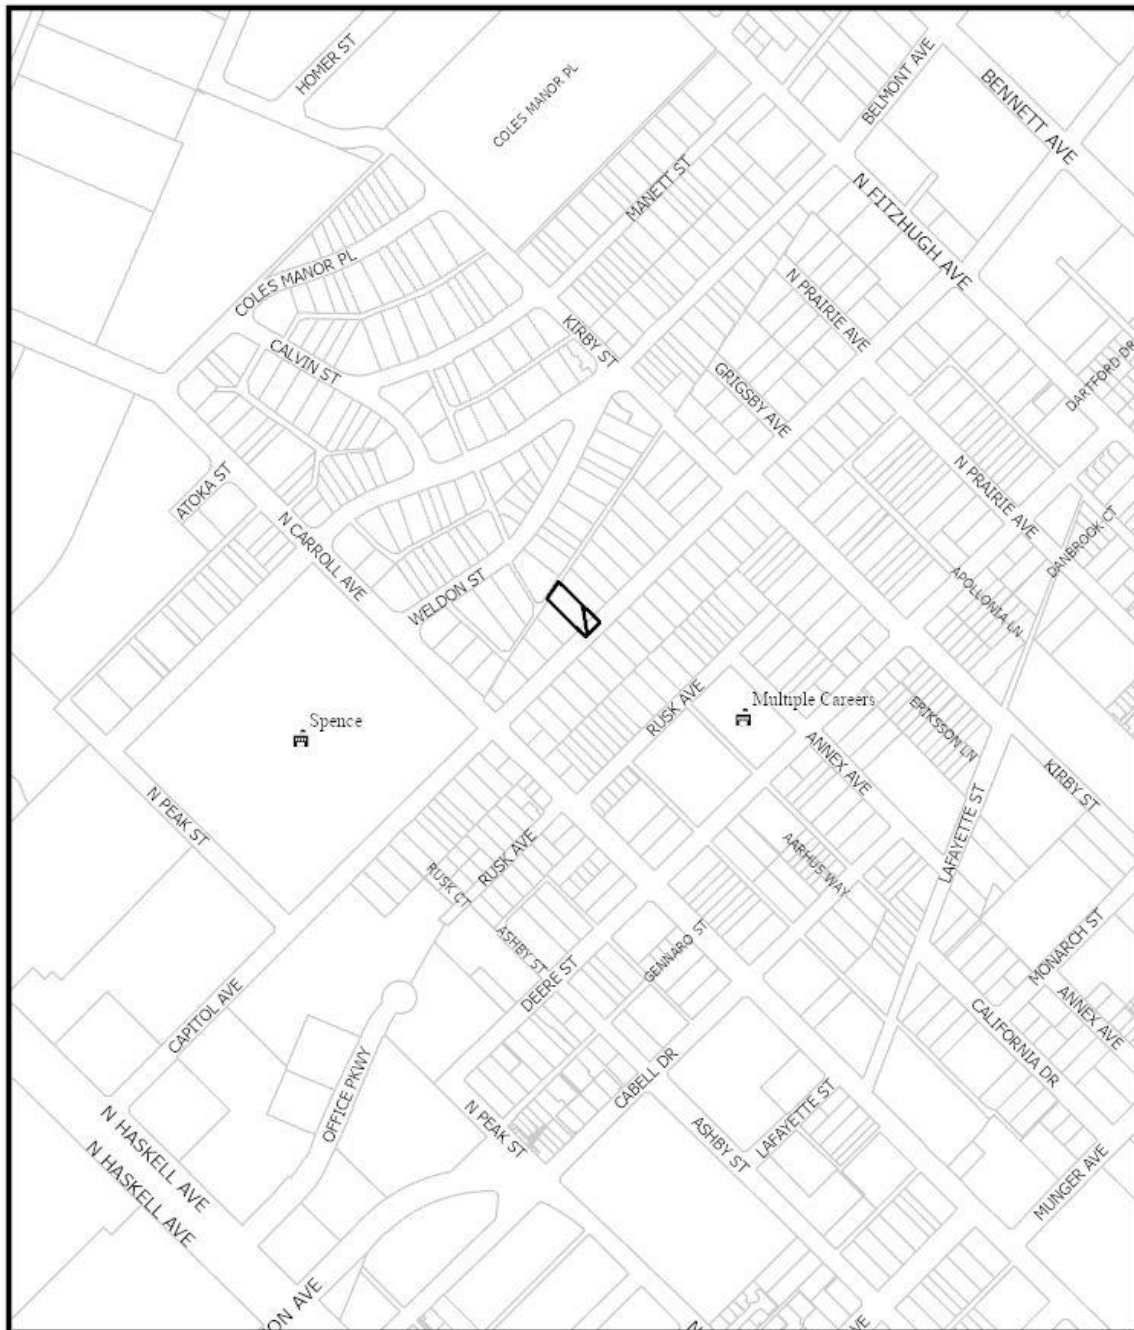 HOMER ST
COLES MANOR PL
BELMONT AVE
BENNETT AVE
MANETT ST
N FITZHUGH AVE
COLES MANOR PL
N PRAIRIE AVE
KIRBY ST
CALVIN ST
GRIGSBY AVE
DARTFORD DR
ATOKA ST
N CARROLL AVE
N PRAIRIE AVE
DANBROOK CT
WELDON ST
APOLLONIA LN
RUSK AVE
Multiple Careers
Spence
ERIKSSON LN
ANNEX AVE
KIRBY ST
N PEAK ST
LAFAYETTE ST
RUSK AVE
AARHUS WAY
RUSK CT
ASHBY ST
GENNARO ST
DEERE ST
MONARCH ST
CAPITOL AVE
ANNEX AVE
CALIFORNIA DR
OFFICE PKWY
CABELL DR
N HASKELL AVE
N PEAK ST
LAFAYETTE ST
ASHBY ST
N HASKELL AVE
MUNGER AVE
ON AVE